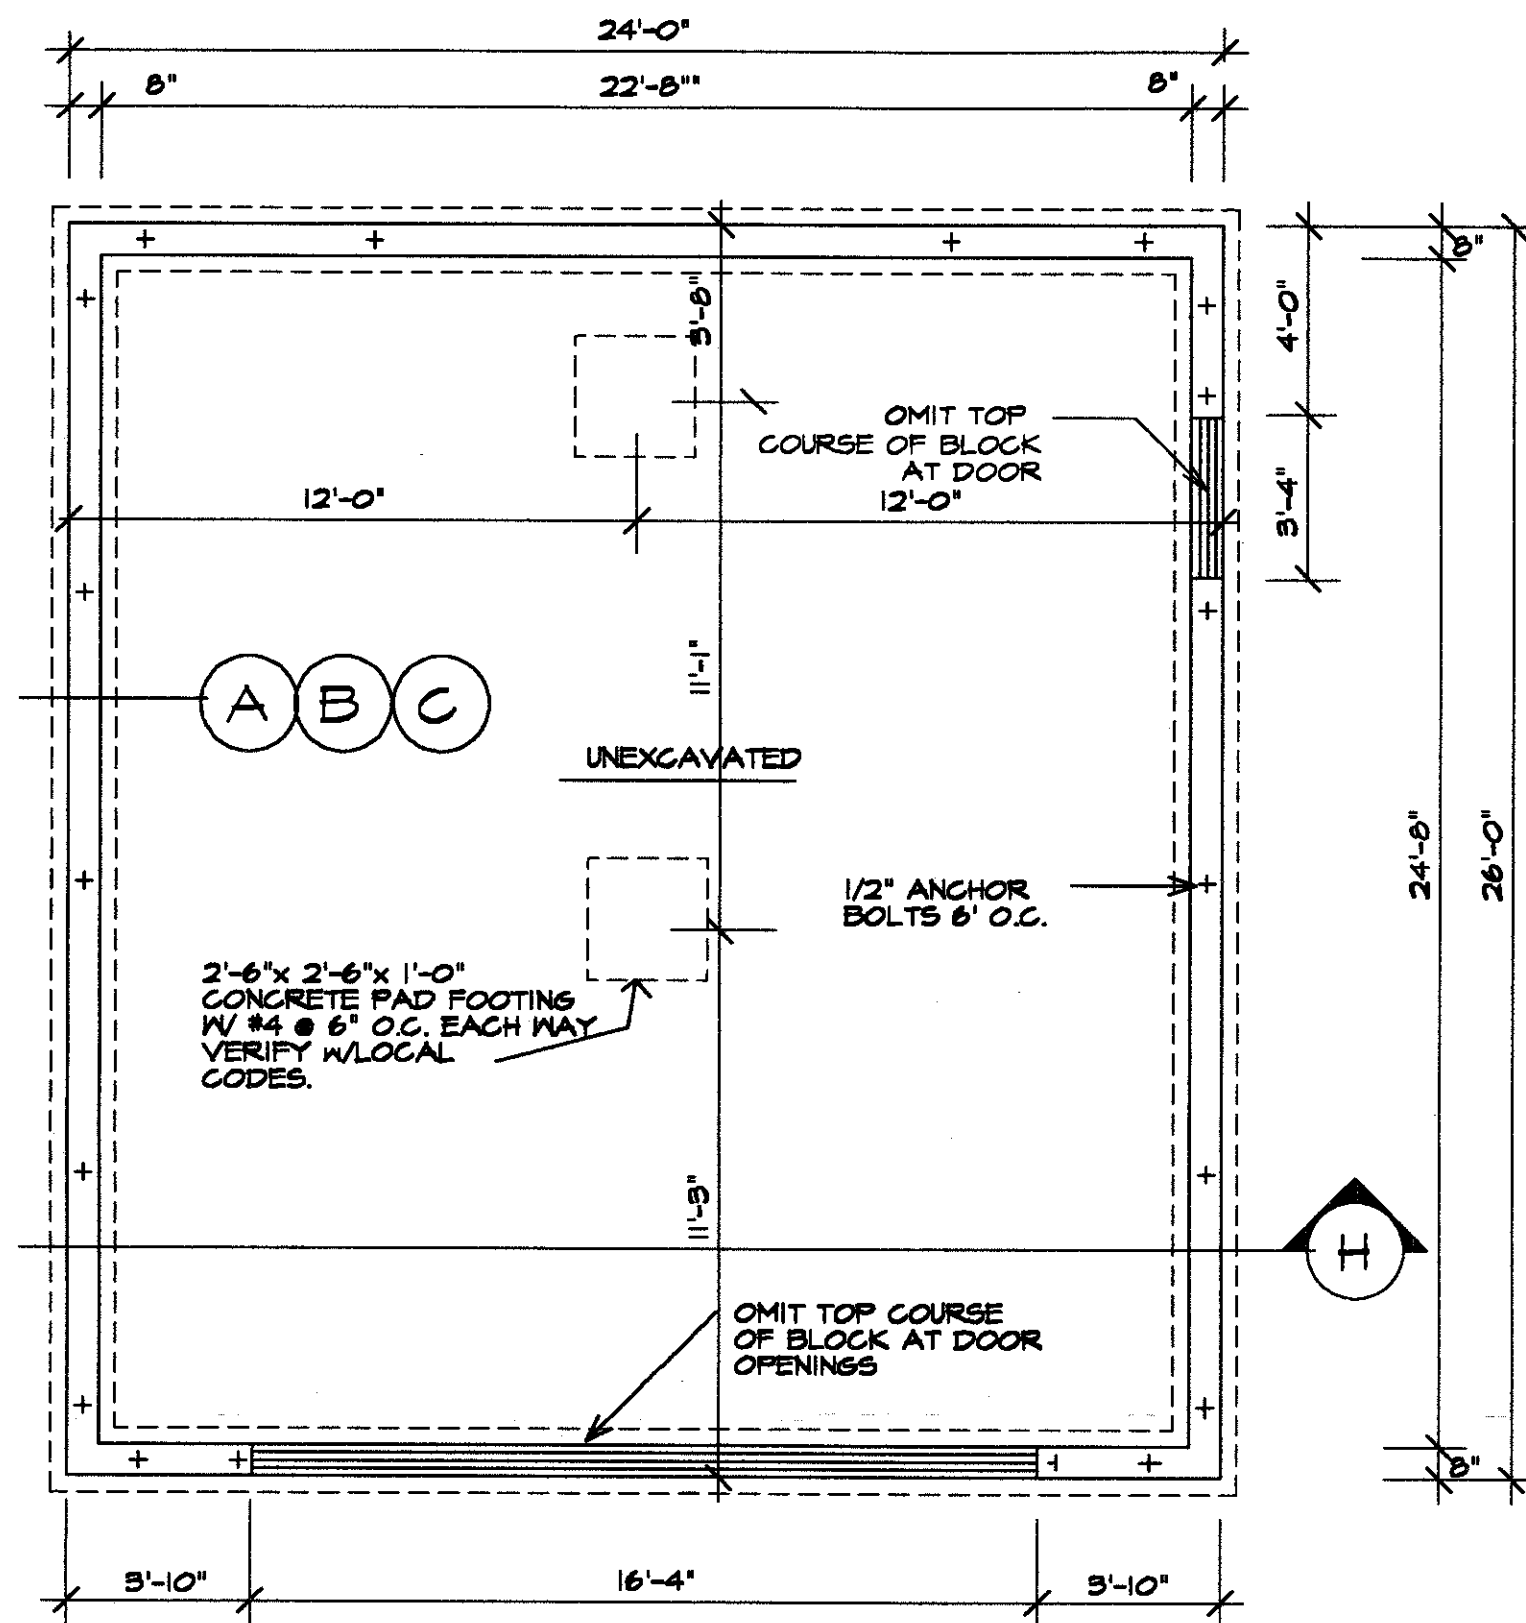 24'-0"
8"
22'-8""
8"
8"
3'-8"
4'-0"
OMIT TOP
COURSE OF BLOCK
AT DOOR
12'-0"
12'-0"
3'-4"
11'-1"
A B C
UNEXCAVATED
24'-8"
26'-0"
1/2" ANCHOR
BOLTS 6' O.C.
2'-6"x 2'-6"x 1'-0"
CONCRETE PAD FOOTING
W/ #4 @ 6" O.C. EACH WAY
VERIFY W/LOCAL
CODES.
11'-3"
H
OMIT TOP COURSE
OF BLOCK AT DOOR
OPENINGS
8"
3'-10"
16'-4"
3'-10"